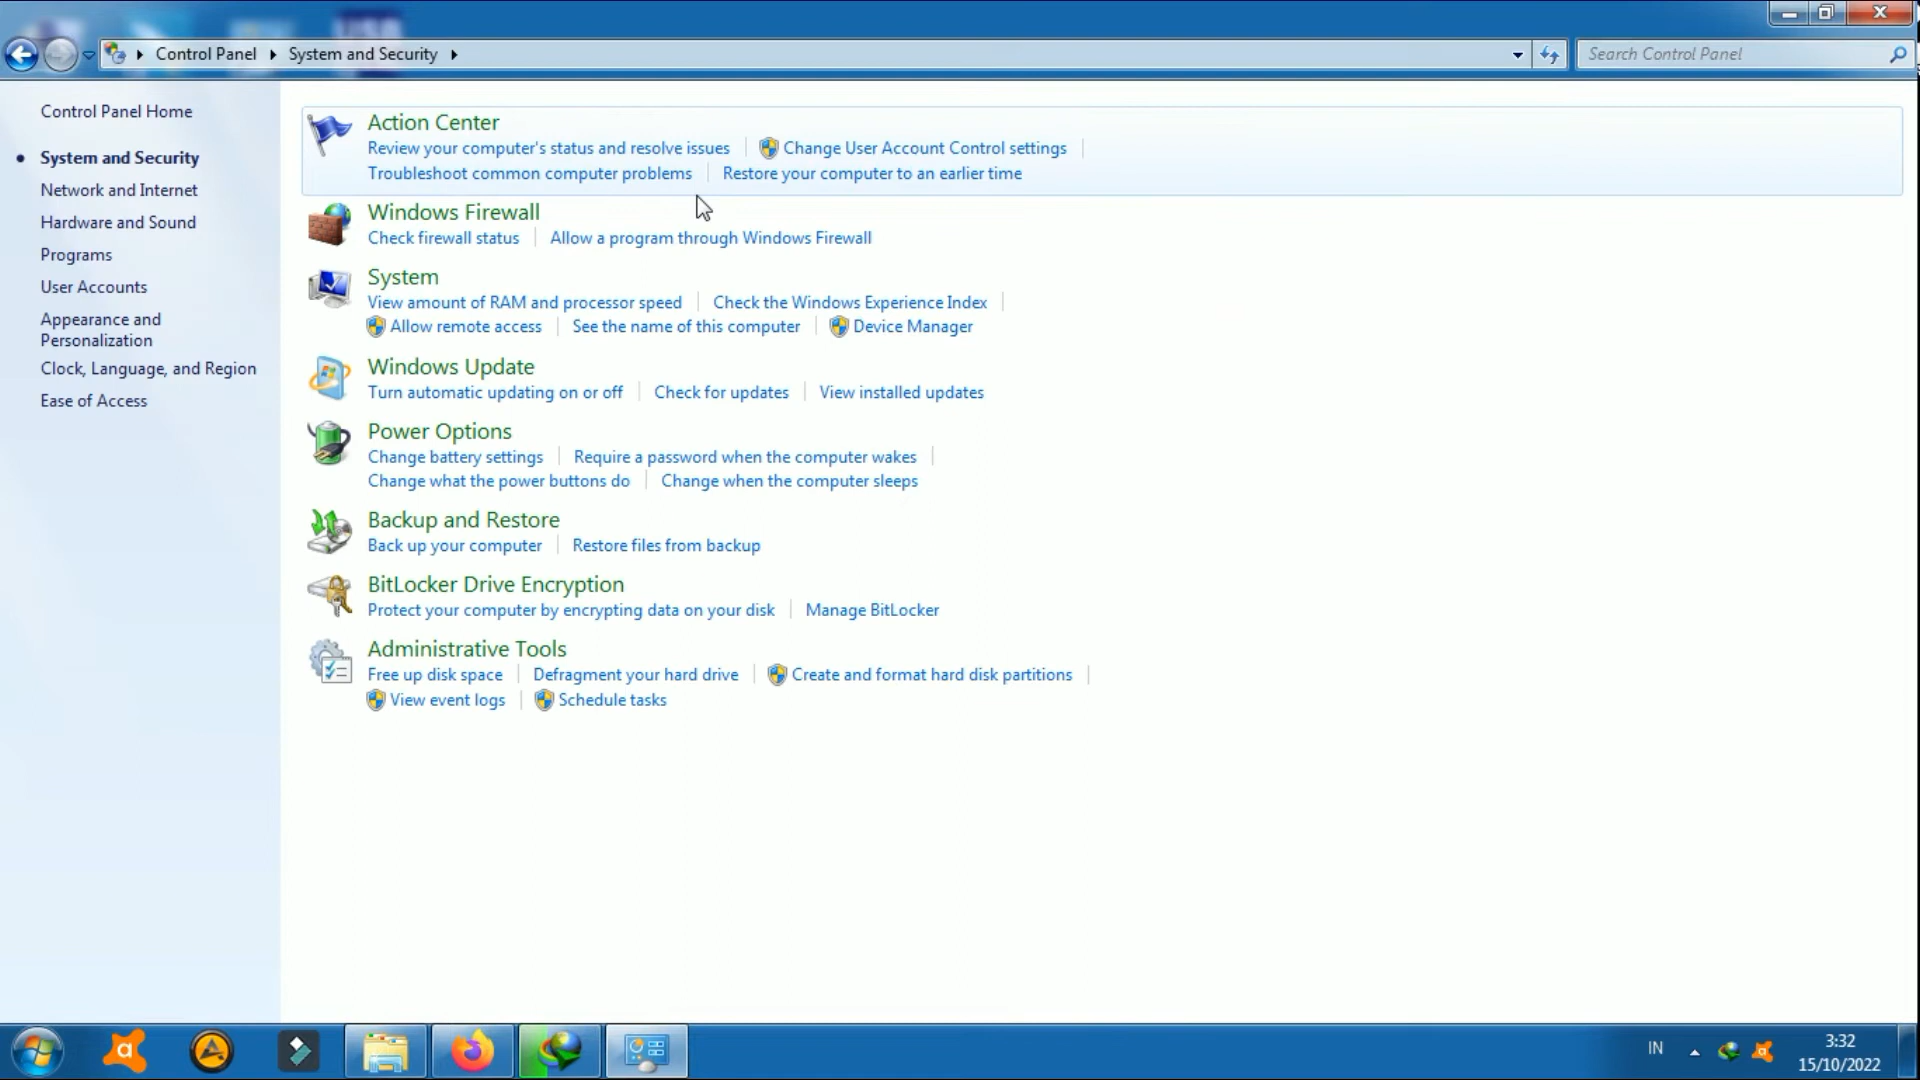 Control Panel
System and Security
Search Control Panel
Control Panel Home
System and Security
Network and Internet
Hardware and Sound
Programs
User Accounts
Appearance and
Personalization
Clock, Language, and Region
Ease of Access
Action Center
Review your computer's status and resolve issues
Change User Account Control settings
Troubleshoot common computer problems
Restore your computer to an earlier time
Windows Firewall
Check firewall status
Allow a program through Windows Firewall
System
View amount of RAM and processor speed
Check the Windows Experience Index
Allow remote access
See the name of this computer
Device Manager
Windows Update
Turn automatic updating on or off
Check for updates
View installed updates
Power Options
Change battery settings
Require a password when the computer wakes
Change what the power buttons do
Change when the computer sleeps
Backup and Restore
Back up your computer
Restore files from backup
BitLocker Drive Encryption
Protect your computer by encrypting data on your disk
Manage BitLocker
Administrative Tools
Free up disk space
Defragment your hard drive
Create and format hard disk partitions
View event logs
Schedule tasks
IN
3:32
15/10/2022